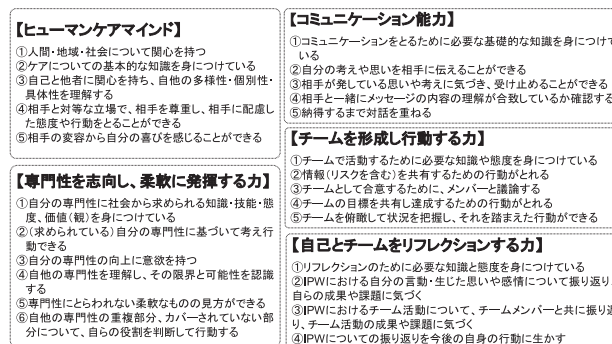 【ヒューマンケアマインド】
①人間・地域・社会について関心を持つ
②ケアについての基本的な知識を身につけている
③自己と他者に関心を持ち、自他の多様性・個別性・
具体性を理解する
④相手と対等な立場で、相手を尊重し、相手に配慮し
た態度や行動をとることができる
⑤相手の変容から自分の喜びを感じることができる
【専門性を志向し、柔軟に発揮する力】
①自分の専門性に社会から求められる知識・技能・態
度、価値(観)を身につけている
②(求められている)自分の専門性に基づいて考え行
動できる
③自分の専門性の向上に意欲を持つ
④自他の専門性を理解し、その限界と可能性を認識
する
⑤専門性にとらわれない柔軟なものの見方ができる
⑥自他の専門性の重複部分、カバーされていない部
分について、自らの役割を判断して行動する
【コミュニケーション能力】
①コミュニケーションをとるために必要な基礎的な知識を身につけて
いる
②自分の考えや思いを相手に伝えることができる
③相手が発している思いや考えに気づき、受け止めることができる
④相手と一緒にメッセージの内容の理解が合致しているか確認する
⑤納得するまで対話を重ねる
【チームを形成し行動する力】
①チームで活動するために必要な知識や態度を身につけている
②情報(リスクを含む)を共有するための行動がとれる
③チームとして合意するために、メンバーと議論する
④チームの目標を共有し達成するための行動がとれる
⑤チームを俯瞰して状況を把握し、それを踏まえた行動ができる
【自己とチームをリフレクションする力】
①リフレクションのために必要な知識と態度を身につけている
②IPWにおける自分の言動・生じた思いや感情について振り返り、
自らの成果や課題に気づく
③IPWにおけるチーム活動について、チームメンバーと共に振り返
り、チーム活動の成果や課題に気づく
④IPWについての振り返りを今後の自身の行動に生かす